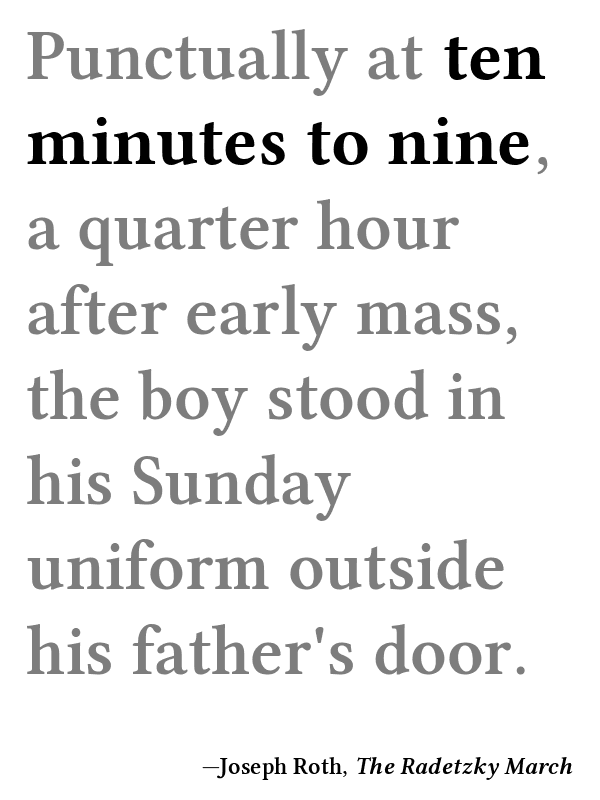 Punctually at ten
minutes to nine,
a quarter hour
after early mass,
the boy stood in
his Sunday
uniform outside
his father's door.
—Joseph Roth, The Radetzky March